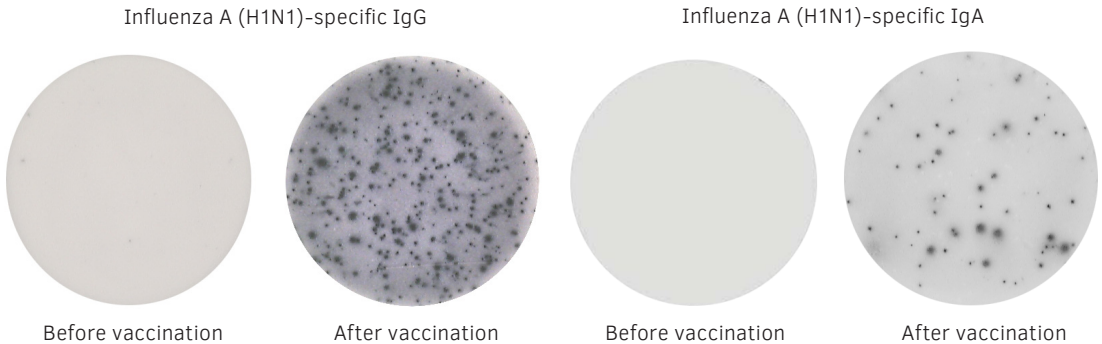 Influenza A (H1N1)-specific IgG
Influenza A (H1N1)-specific IgA
Before vaccination
After vaccination
Before vaccination
After vaccination